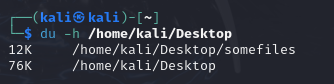 ┌──(kali㉿kali)-[~]
└─$ du -h /home/kali/Desktop
12K     /home/kali/Desktop/somefiles
76K     /home/kali/Desktop